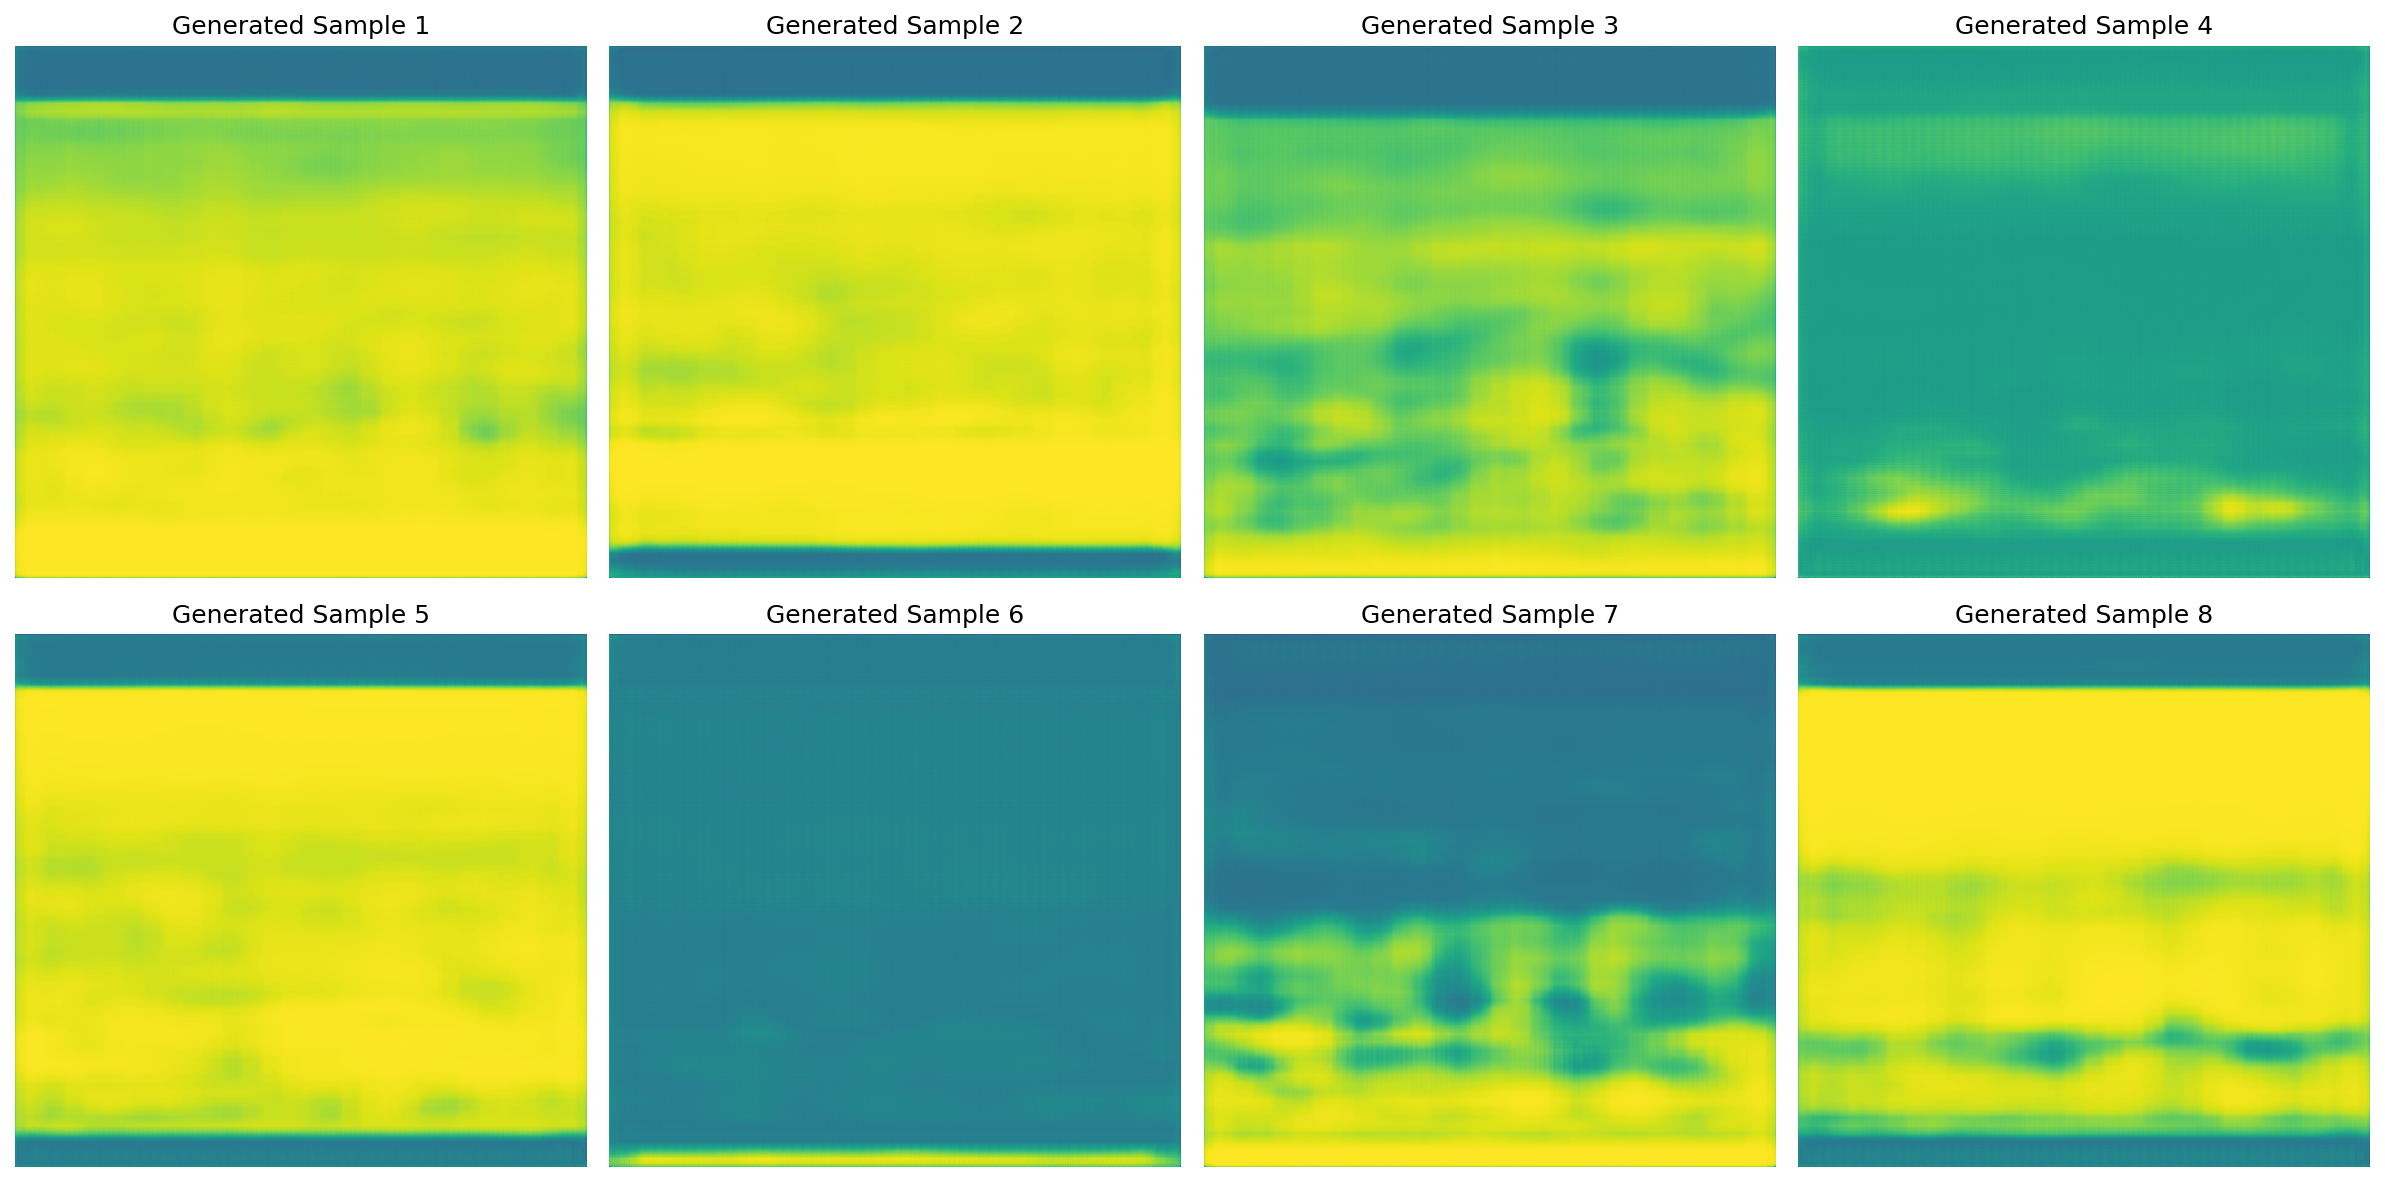 Generated Sample 1
Generated Sample 2
Generated Sample 3
Generated Sample 4
Generated Sample 5
Generated Sample 6
Generated Sample 7
Generated Sample 8